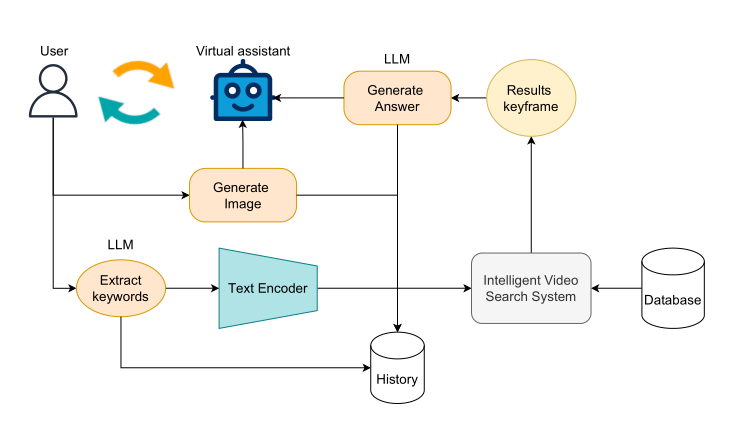 User
Virtual assistant
LLM
Generate
Answer
Results
keyframe
Generate
Image
LLM
Extract
keywords
Text Encoder
Intelligent Video
Search System
Database
History